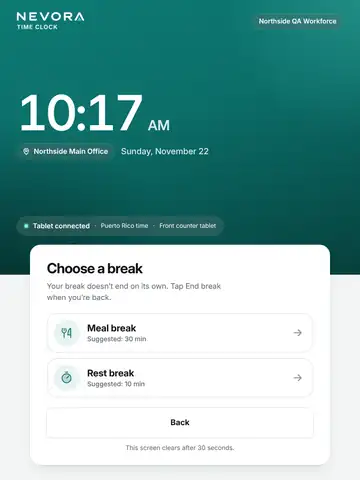 NEVORA
TIME CLOCK
Northside QA Workforce
10:17 AM
Northside Main Office
Sunday, November 22
Tablet connected · Puerto Rico time · Front counter tablet
Choose a break
Your break doesn't end on its own. Tap End break
when you're back.
Meal break
Suggested: 30 min
Rest break
Suggested: 10 min
Back
This screen clears after 30 seconds.